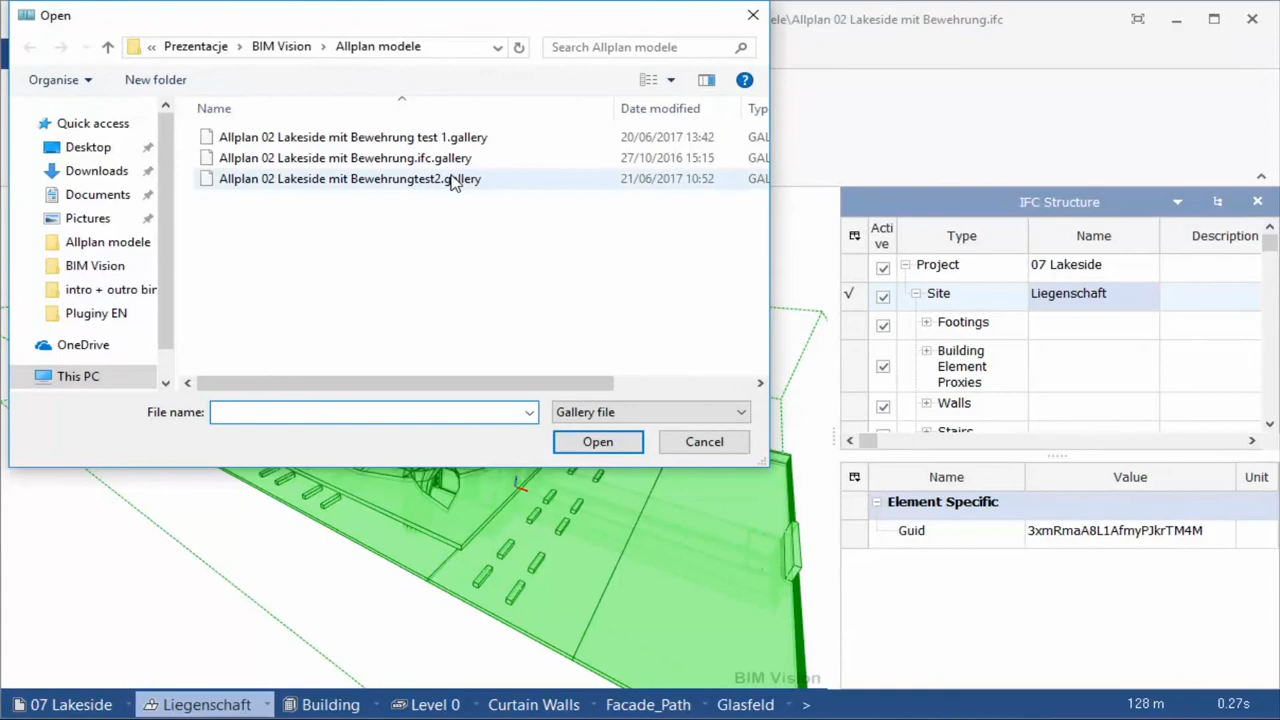 Open
ele\Allplan 02 Lakeside mit Bewehrung.ifc
« Prezentacje > BIM Vision > Allplan modele
Search Allplan modele
Organise
New folder
Name
Date modified
Typ
Quick access
Desktop
Downloads
Documents
Pictures
Allplan modele
BIM Vision
intro + outro bir
Pluginy EN
OneDrive
This PC
Allplan 02 Lakeside mit Bewehrung test 1.gallery 20/06/2017 13:42 GAL
Allplan 02 Lakeside mit Bewehrung.ifc.gallery 27/10/2016 15:15 GAL
Allplan 02 Lakeside mit Bewehrungtest2.gallery 21/06/2017 10:52 GAL
File name:
Gallery file
Open
Cancel
IFC Structure
Acti
ve
Type
Name
Description
Project 07 Lakeside
Site Liegenschaft
Footings
Building
Element
Proxies
Walls
Stairs
Name Value Unit
Element Specific
Guid 3xmRmaA8L1AfmyPJkrTM4M
BIM Vision
07 Lakeside Liegenschaft Building Level 0 Curtain Walls Facade_Path Glasfeld > 128 m 0.27s